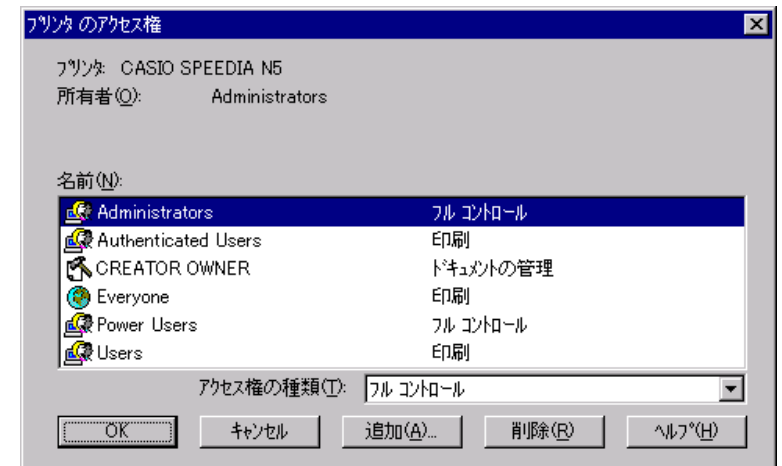 プリンタ のアクセス権
プリンタ: CASIO SPEEDIA N5
所有者(O): Administrators
名前(N):
Administrators フル コントロール
Authenticated Users 印刷
CREATOR OWNER ドキュメントの管理
Everyone 印刷
Power Users フル コントロール
Users 印刷
アクセス権の種類(T): フル コントロール
OK キャンセル 追加(A)... 削除(R) ヘルプ(H)